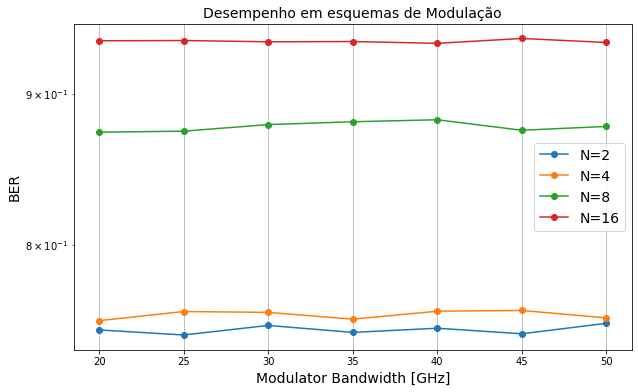 Desempenho em esquemas de Modulação
BER
9 × 10⁻¹
8 × 10⁻¹
N=2
N=4
N=8
N=16
20 25 30 35 40 45 50
Modulator Bandwidth [GHz]